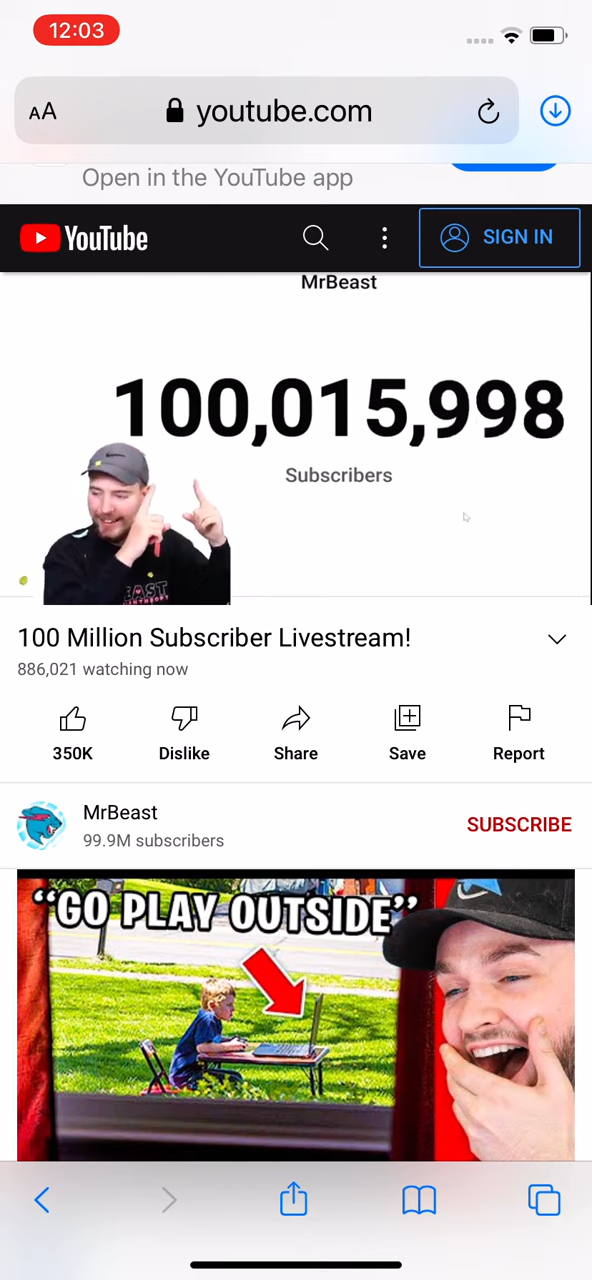 12:03
AA
youtube.com
Open in the YouTube app
YouTube
SIGN IN
MrBeast
100,015,998
Subscribers
100 Million Subscriber Livestream!
886,021 watching now
350K
Dislike
Share
Save
Report
MrBeast
99.9M subscribers
SUBSCRIBE
“GO PLAY OUTSIDE”